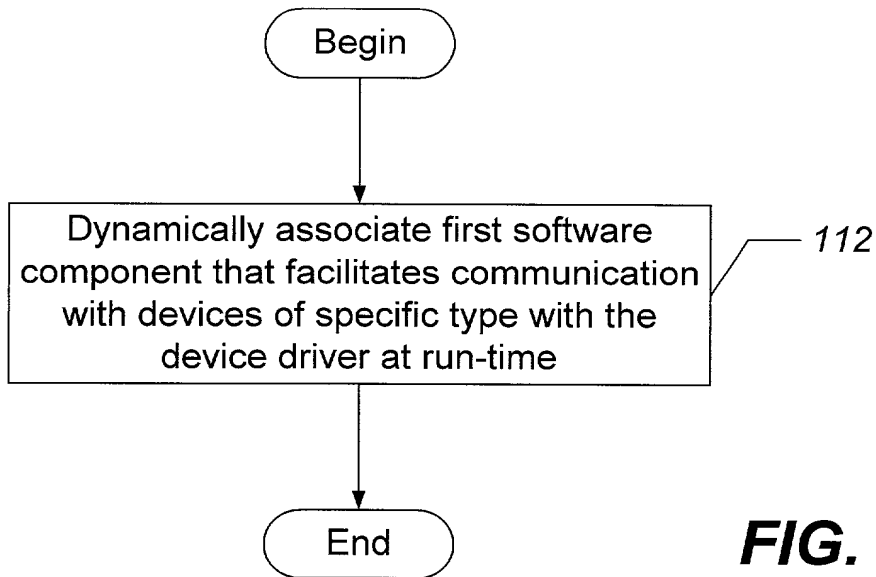 Begin
Dynamically associate first software
component that facilitates communication
with devices of specific type with the
device driver at run-time
112
End
FIG.